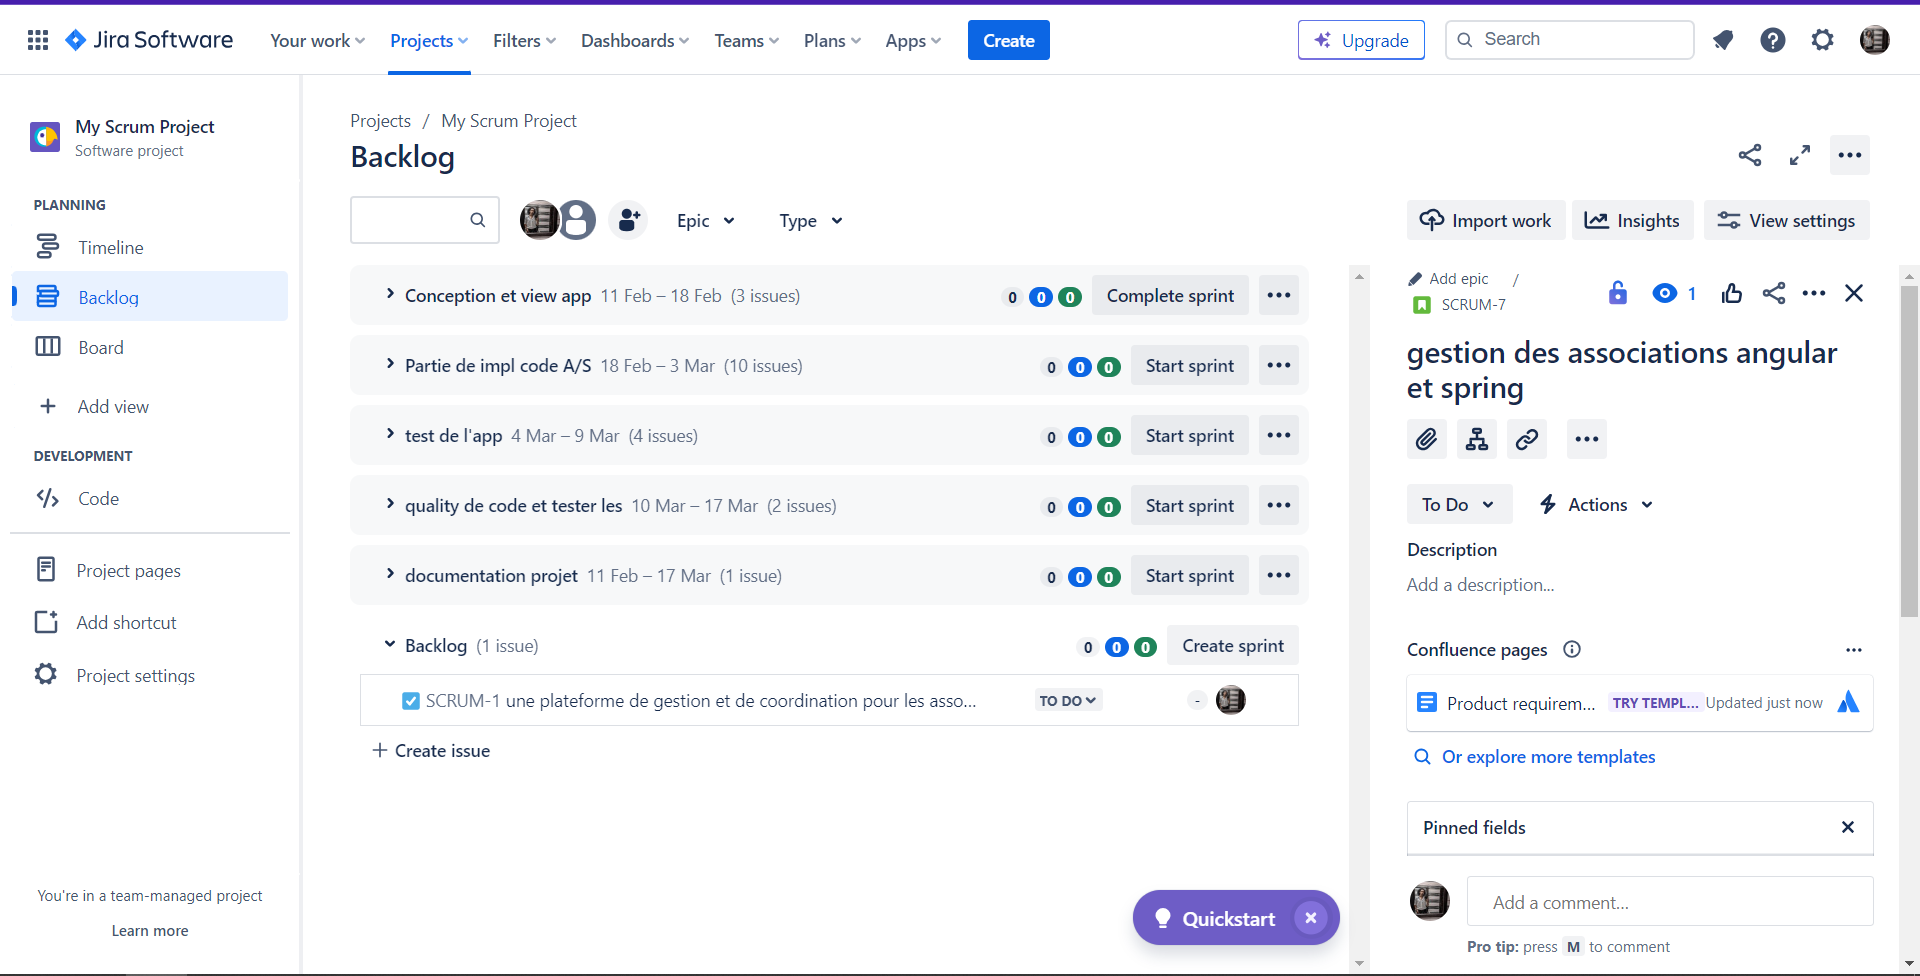 Jira Software
Your work
Projects
Filters
Dashboards
Teams
Plans
Apps
Create
Upgrade
Search
My Scrum Project
Software project
PLANNING
Timeline
Backlog
Board
Add view
DEVELOPMENT
Code
Project pages
Add shortcut
Project settings
You're in a team-managed project
Learn more
Projects / My Scrum Project
Backlog
Epic
Type
Import work
Insights
View settings
Conception et view app 11 Feb – 18 Feb (3 issues) 0 0 0 Complete sprint
Partie de impl code A/S 18 Feb – 3 Mar (10 issues) 0 0 0 Start sprint
test de l'app 4 Mar – 9 Mar (4 issues) 0 0 0 Start sprint
quality de code et tester les 10 Mar – 17 Mar (2 issues) 0 0 0 Start sprint
documentation projet 11 Feb – 17 Mar (1 issue) 0 0 0 Start sprint
Backlog (1 issue) 0 0 0 Create sprint
SCRUM-1 une plateforme de gestion et de coordination pour les asso... TO DO -
Create issue
Quickstart
Add epic /
SCRUM-7
1
gestion des associations angular
et spring
To Do
Actions
Description
Add a description...
Confluence pages
Product requirem... TRY TEMPL... Updated just now
Or explore more templates
Pinned fields
Add a comment...
Pro tip: press M to comment